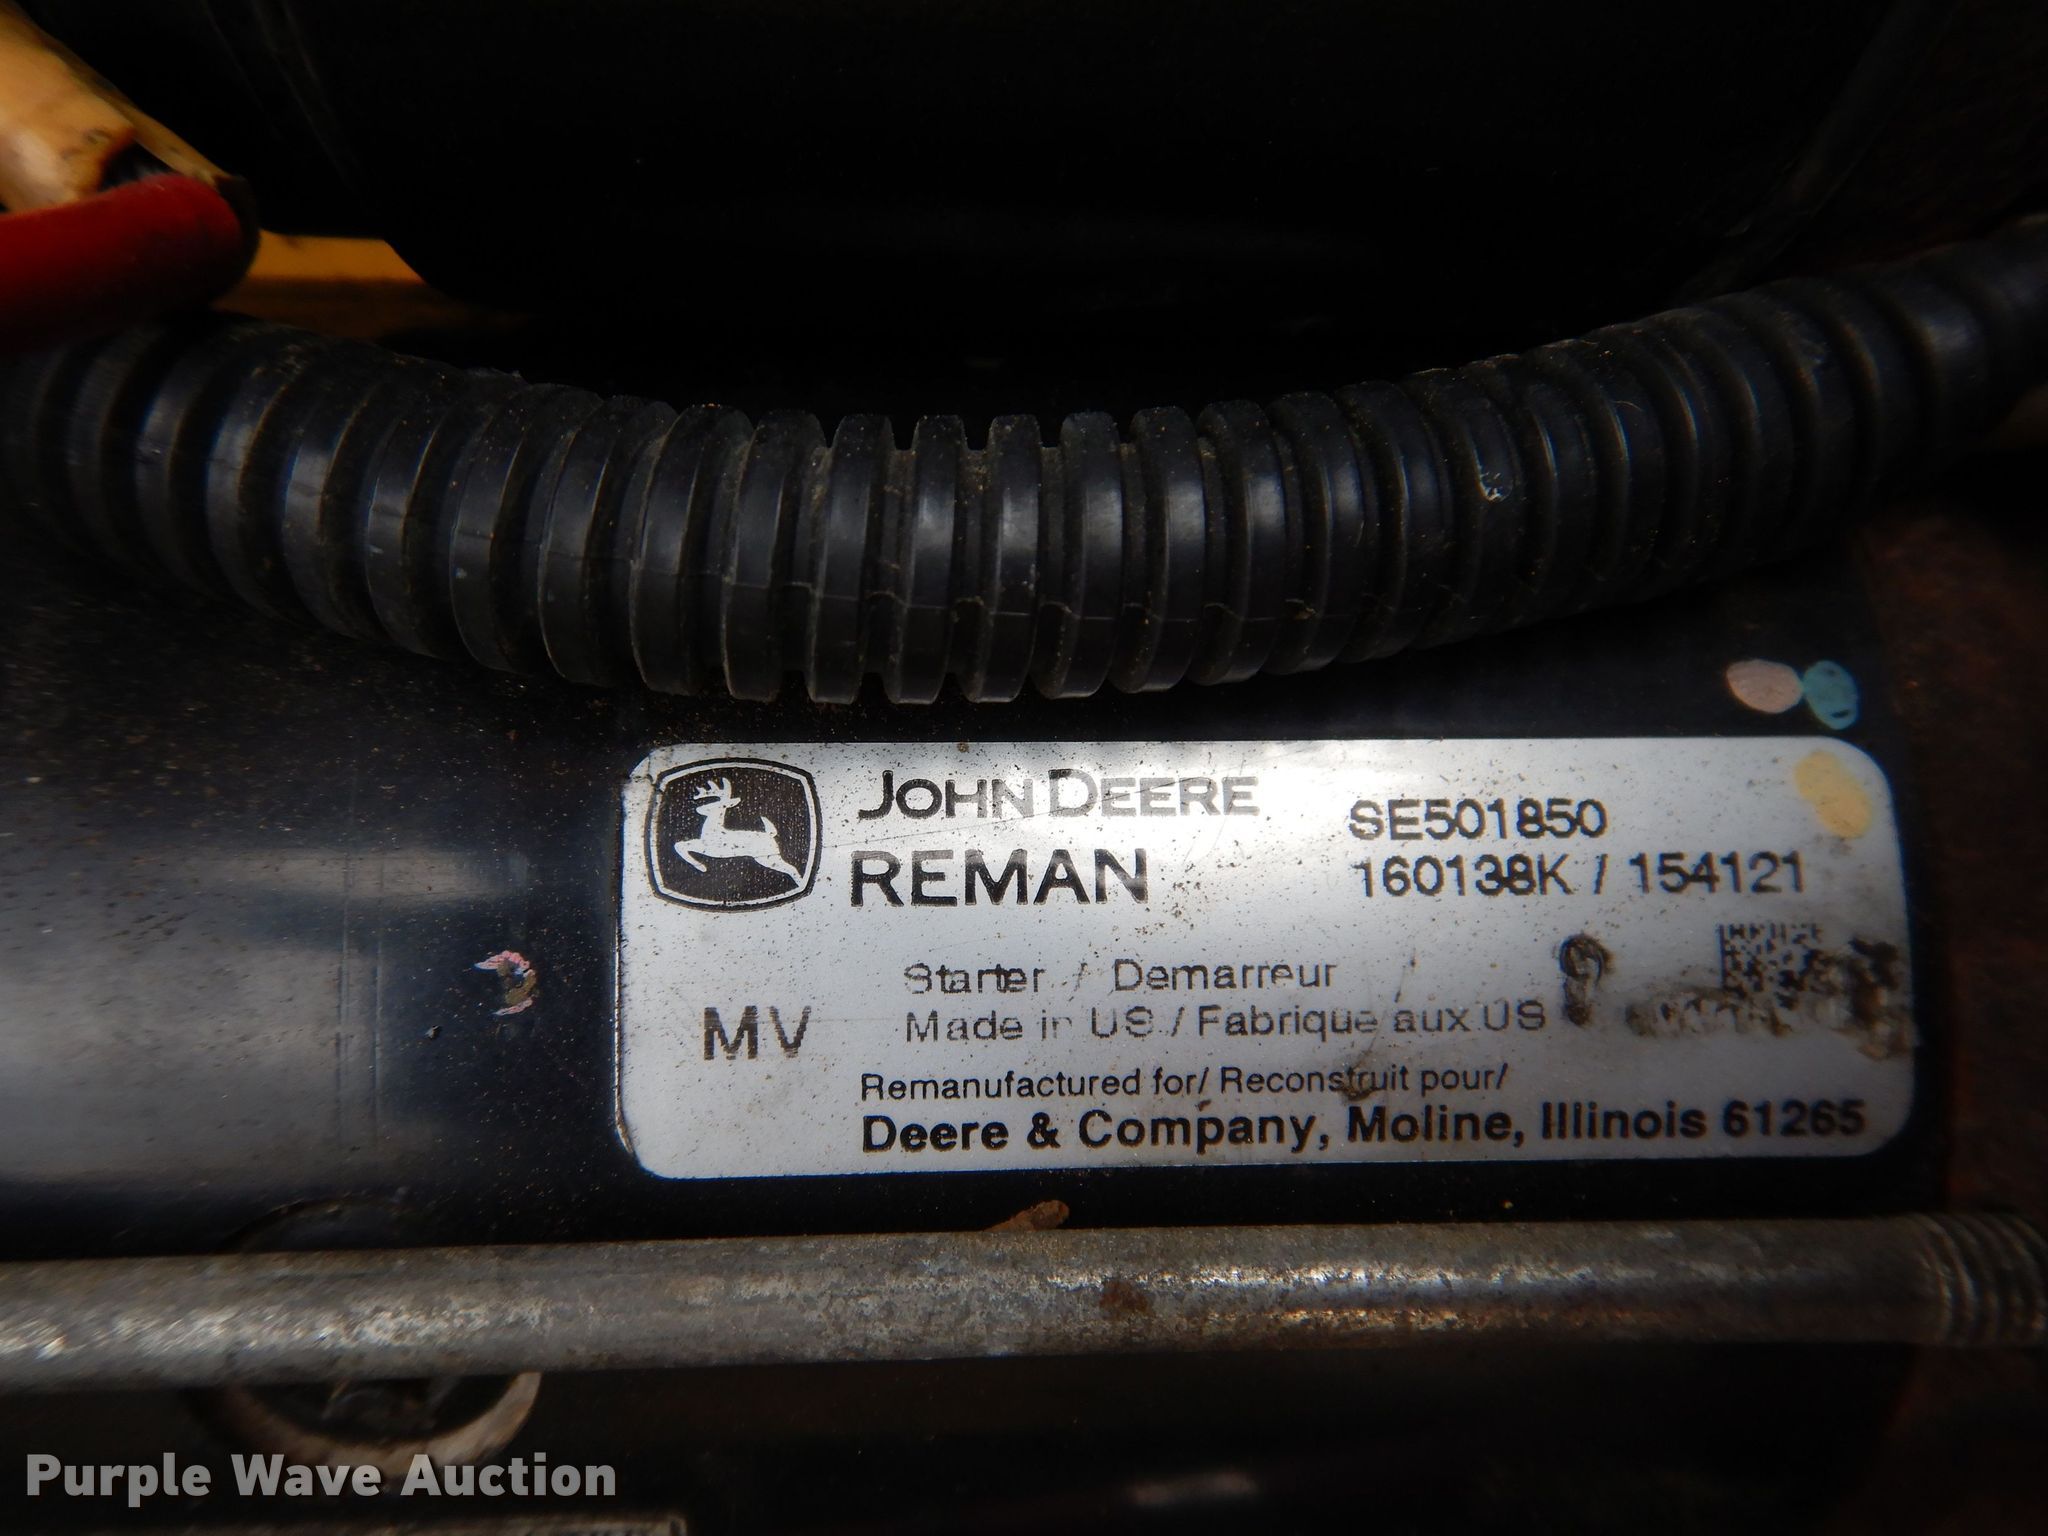 JOHN DEERE
REMAN
SE501850
160138K / 154121
Starter / Demarreur
Made in US / Fabrique aux US
MV
Remanufactured for/ Reconstruit pour/
Deere & Company, Moline, Illinois 61265
Purple Wave Auction